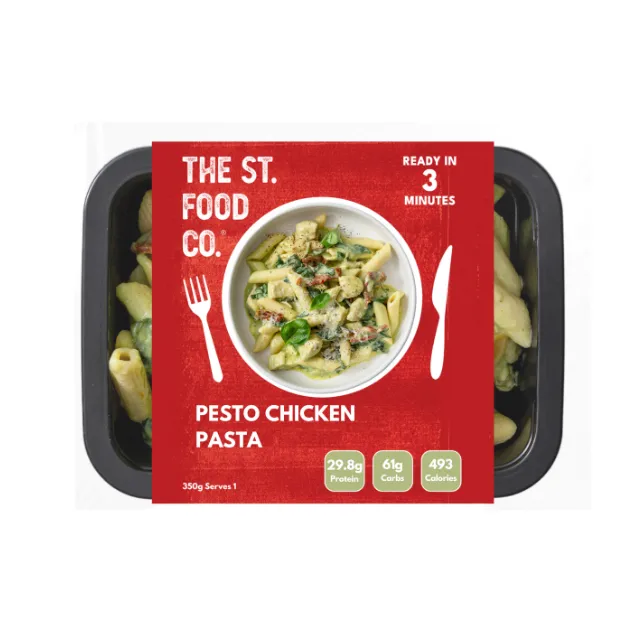 THE ST.
FOOD
CO.®
READY IN
3
MINUTES
PESTO CHICKEN
PASTA
29.8g
Protein
61g
Carbs
493
Calories
350g Serves 1